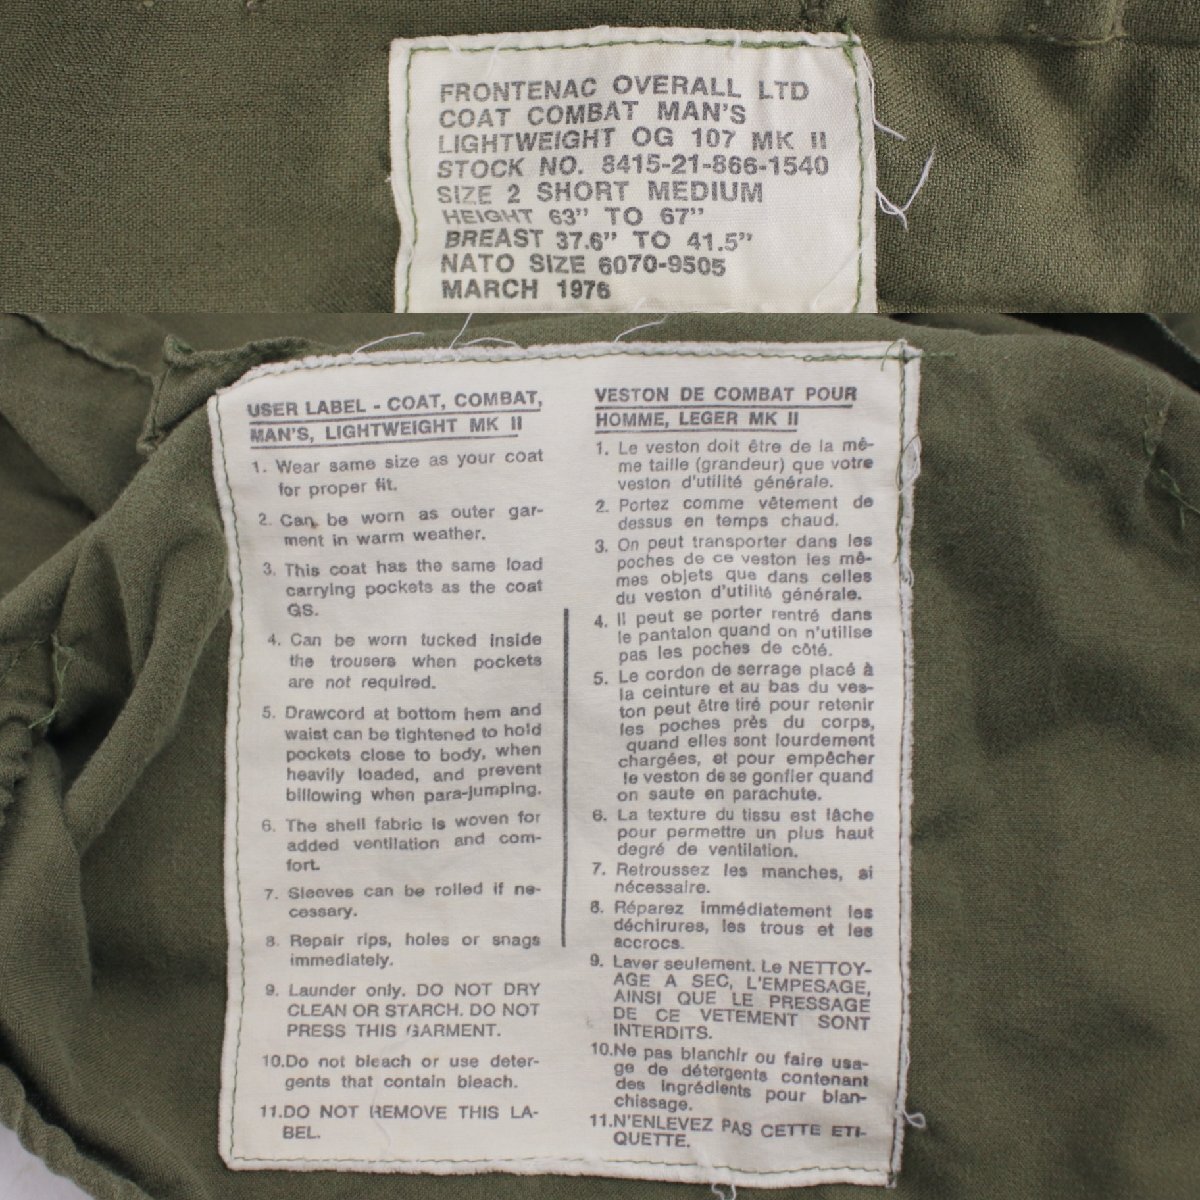 FRONTENAC OVERALL LTD
COAT COMBAT MAN'S
LIGHTWEIGHT OG 107 MK II
STOCK NO. 8415-21-866-1540
SIZE 2 SHORT MEDIUM
HEIGHT 63" TO 67"
BREAST 37.6" TO 41.5"
NATO SIZE 6070-9505
MARCH 1976
USER LABEL - COAT, COMBAT,
MAN'S, LIGHTWEIGHT MK II
1. Wear same size as your coat
for proper fit.
2. Can be worn as outer gar-
ment in warm weather.
3. This coat has the same load
carrying pockets as the coat
GS.
4. Can be worn tucked inside
the trousers when pockets
are not required.
5. Drawcord at bottom hem and
waist can be tightened to hold
pockets close to body, when
heavily loaded, and prevent
billowing when para-jumping.
6. The shell fabric is woven for
added ventilation and com-
fort.
7. Sleeves can be rolled if ne-
cessary.
8. Repair rips, holes or snags
immediately.
9. Launder only. DO NOT DRY
CLEAN OR STARCH. DO NOT
PRESS THIS GARMENT.
10.Do not bleach or use deter-
gents that contain bleach.
11.DO NOT REMOVE THIS LA-
BEL.
VESTON DE COMBAT POUR
HOMME, LEGER MK II
1. Le veston doit être de la mê-
me taille (grandeur) que votre
veston d'utilité générale.
2. Portez comme vêtement de
dessus en temps chaud.
3. On peut transporter dans les
poches de ce veston les mê-
mes objets que dans celles
du veston d'utilité générale.
4. Il peut se porter rentré dans
le pantalon quand on n'utilise
pas les poches de côté.
5. Le cordon de serrage placé à
la ceinture et au bas du ves-
ton peut être tiré pour retenir
les poches près du corps,
quand elles sont lourdement
chargées, et pour empêcher
le veston de se gonfler quand
on saute en parachute.
6. La texture du tissu est lâche
pour permettre un plus haut
degré de ventilation.
7. Retroussez les manches, si
nécessaire.
8. Réparez immédiatement les
déchirures, les trous et les
accrocs.
9. Laver seulement. Le NETTOY-
AGE A SEC, L'EMPESAGE,
AINSI QUE LE PRESSAGE
DE CE VETEMENT SONT
INTERDITS.
10.Ne pas blanchir ou faire usa-
ge de détergents contenant
des ingrédients pour blan-
chissage.
11.N'ENLEVEZ PAS CETTE ETI-
QUETTE.